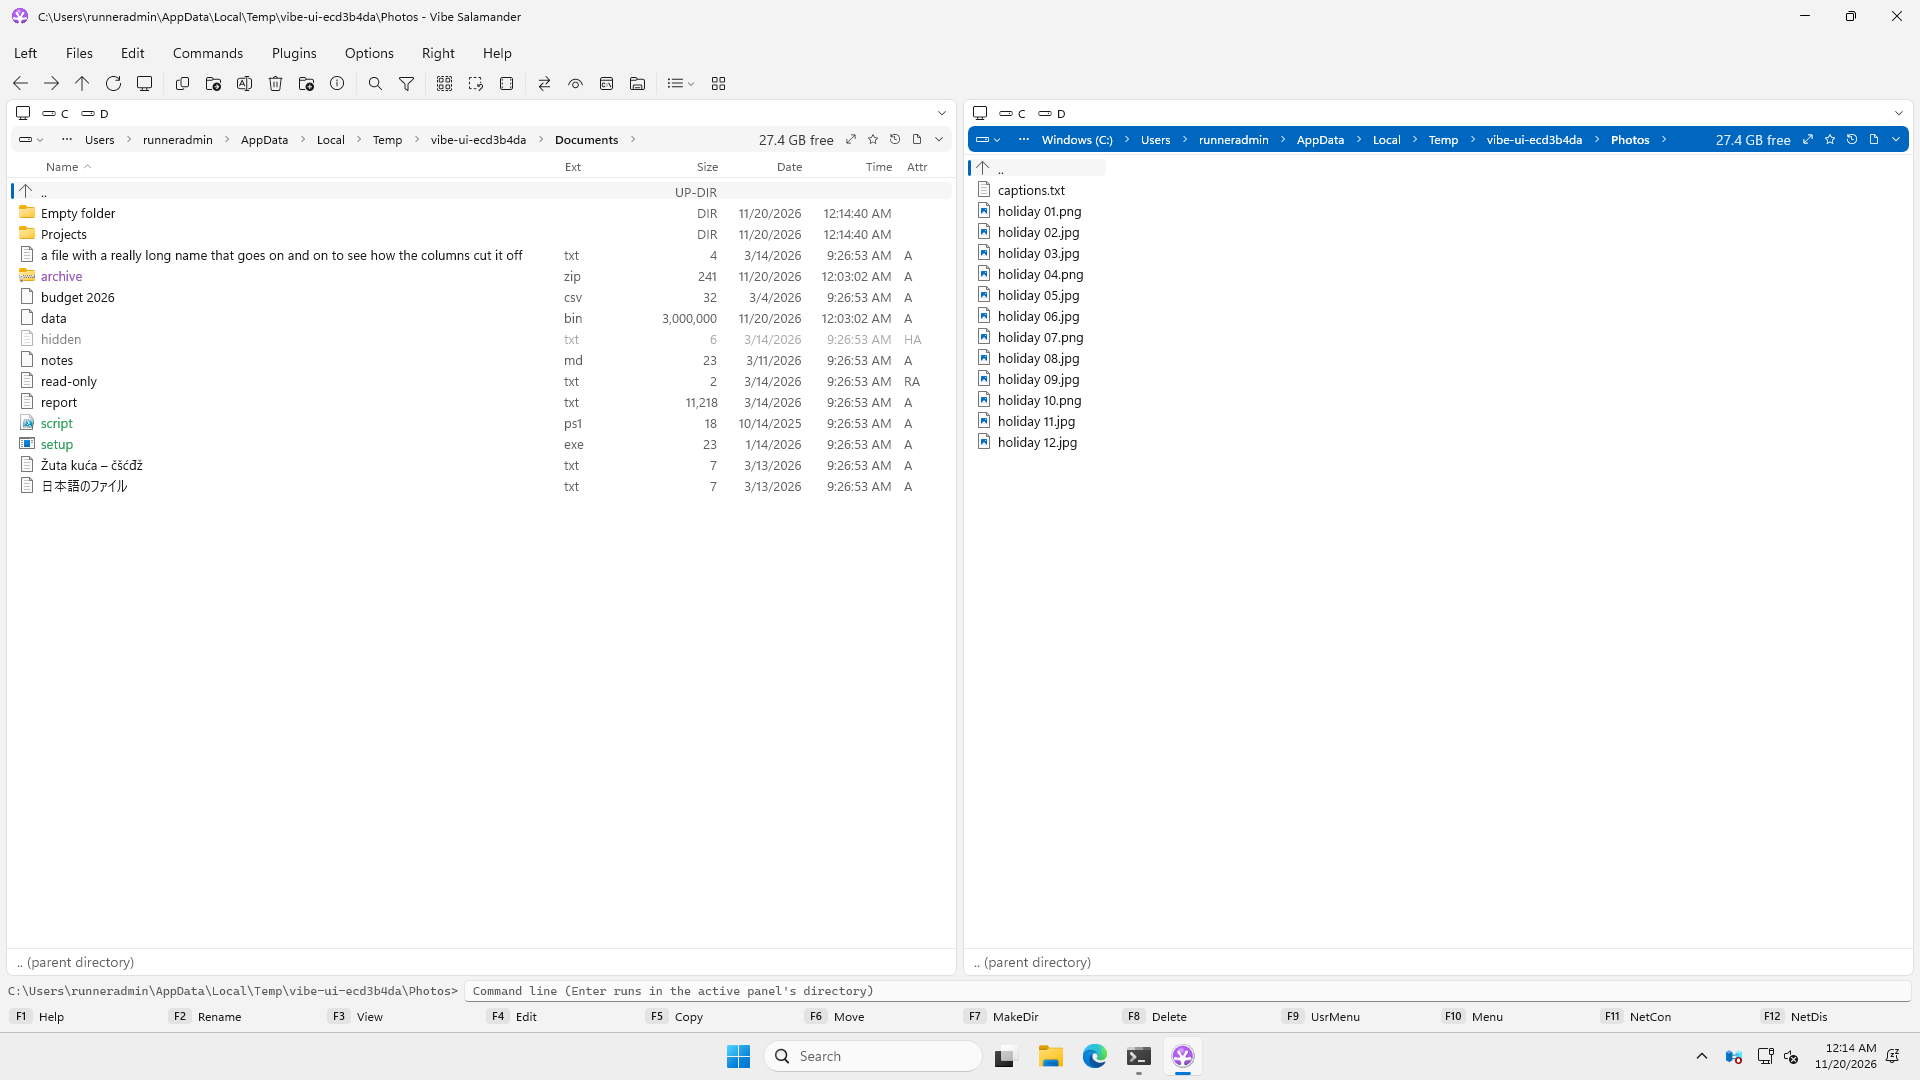 C:\Users\runneradmin\AppData\Local\Temp\vibe-ui-ecd3b4da\Photos - Vibe Salamander
Left Files Edit Commands Plugins Options Right Help
C D
... Users runneradmin AppData Local Temp vibe-ui-ecd3b4da Documents 27.4 GB free
Name Ext Size Date Time Attr
.. UP-DIR
Empty folder DIR 11/20/2026 12:14:40 AM
Projects DIR 11/20/2026 12:14:40 AM
a file with a really long name that goes on and on to see how the columns cut it off txt 4 3/14/2026 9:26:53 AM A
archive zip 241 11/20/2026 12:03:02 AM A
budget 2026 csv 32 3/4/2026 9:26:53 AM A
data bin 3,000,000 11/20/2026 12:03:02 AM A
hidden txt 6 3/14/2026 9:26:53 AM HA
notes md 23 3/11/2026 9:26:53 AM A
read-only txt 2 3/14/2026 9:26:53 AM RA
report txt 11,218 3/14/2026 9:26:53 AM A
script ps1 18 10/14/2025 9:26:53 AM A
setup exe 23 1/14/2026 9:26:53 AM A
Žuta kuća – čšćđž txt 7 3/13/2026 9:26:53 AM A
日本語のファイル txt 7 3/13/2026 9:26:53 AM A
.. (parent directory)
C D
... Windows (C:) Users runneradmin AppData Local Temp vibe-ui-ecd3b4da Photos 27.4 GB free
..
captions.txt
holiday 01.png
holiday 02.jpg
holiday 03.jpg
holiday 04.png
holiday 05.jpg
holiday 06.jpg
holiday 07.png
holiday 08.jpg
holiday 09.jpg
holiday 10.png
holiday 11.jpg
holiday 12.jpg
.. (parent directory)
C:\Users\runneradmin\AppData\Local\Temp\vibe-ui-ecd3b4da\Photos> Command line (Enter runs in the active panel's directory)
F1 Help F2 Rename F3 View F4 Edit F5 Copy F6 Move F7 MakeDir F8 Delete F9 UsrMenu F10 Menu F11 NetCon F12 NetDis
Search
12:14 AM
11/20/2026